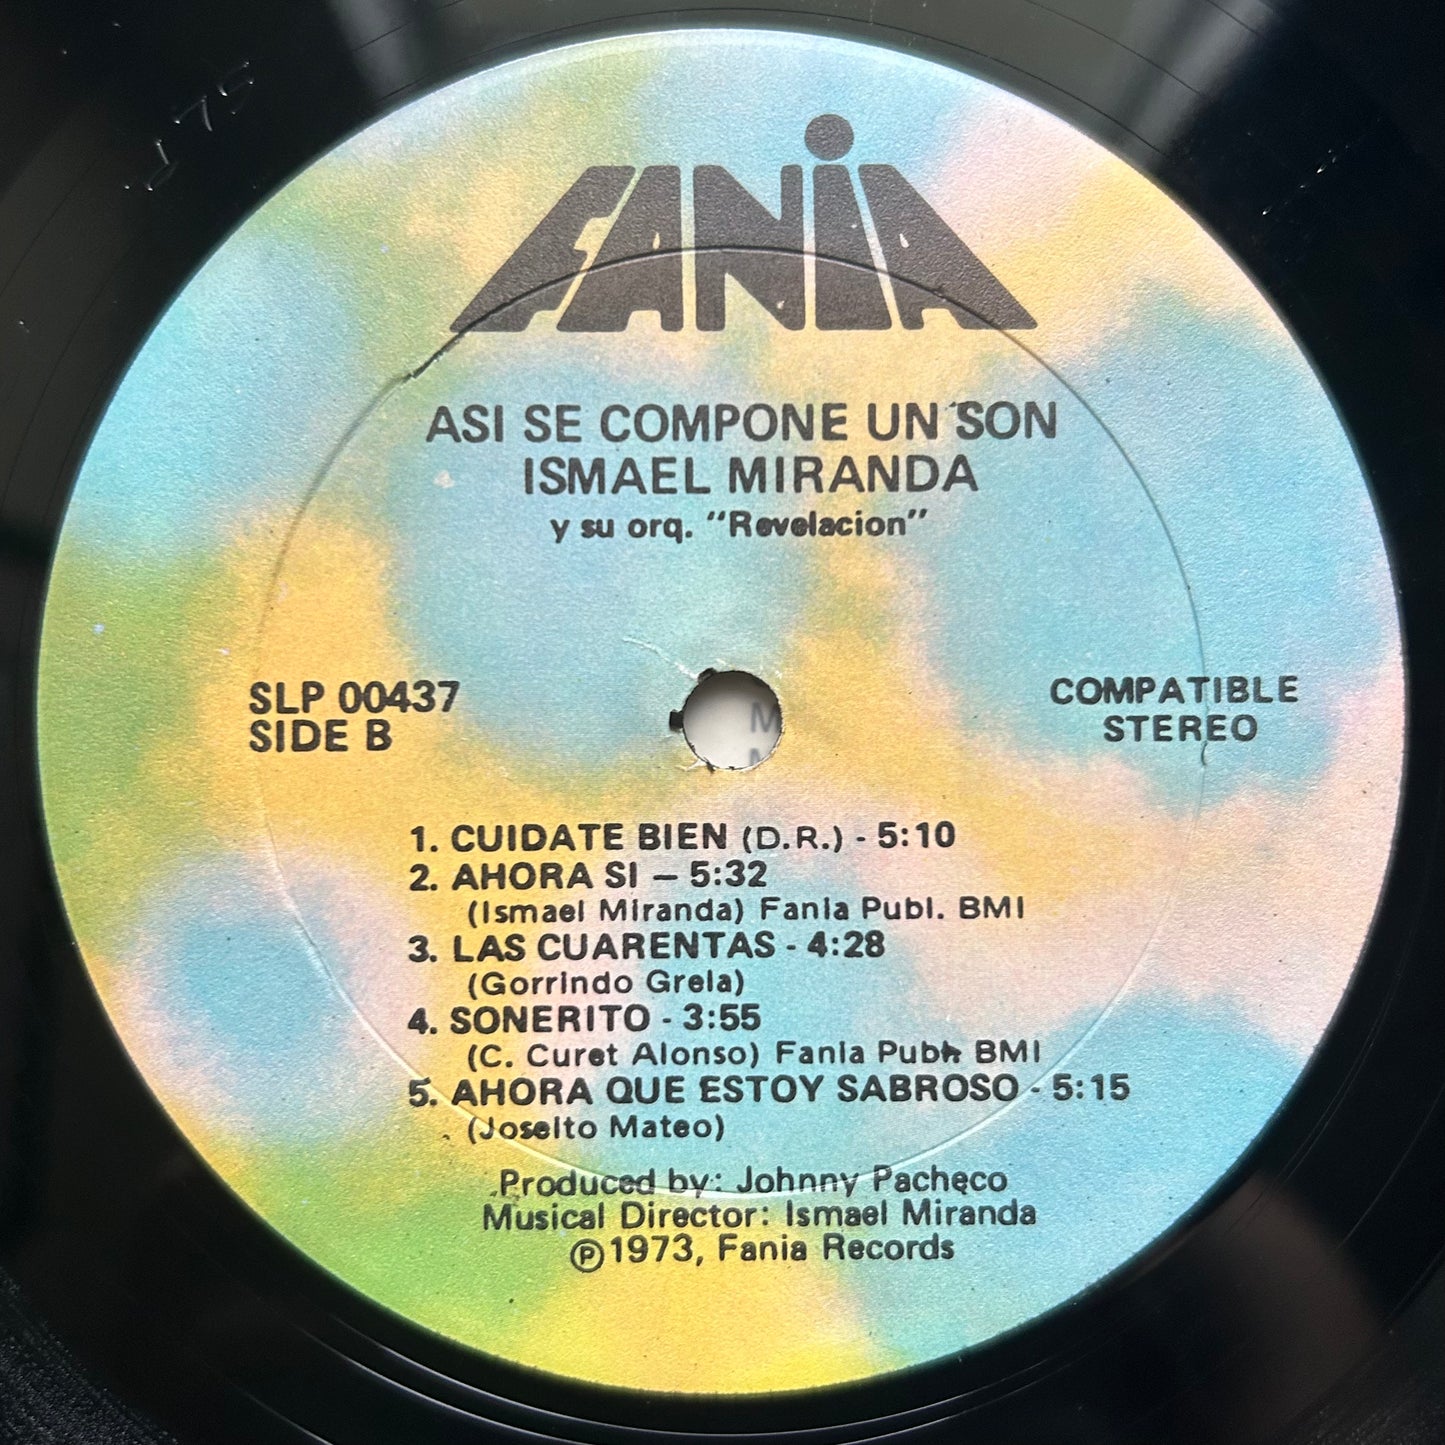 175
FANiA
ASI SE COMPONE UN SON
ISMAEL MIRANDA
y su orq. "Revelacion"
SLP 00437
SIDE B
COMPATIBLE
STEREO
1. CUIDATE BIEN (D.R.) - 5:10
2. AHORA SI — 5:32
(Ismael Miranda) Fania Publ. BMI
3. LAS CUARENTAS - 4:28
(Gorrindo Grela)
4. SONERITO - 3:55
(C. Curet Alonso) Fania Publ. BMI
5. AHORA QUE ESTOY SABROSO - 5:15
(Joselto Mateo)
Produced by: Johnny Pacheco
Musical Director: Ismael Miranda
℗1973, Fania Records